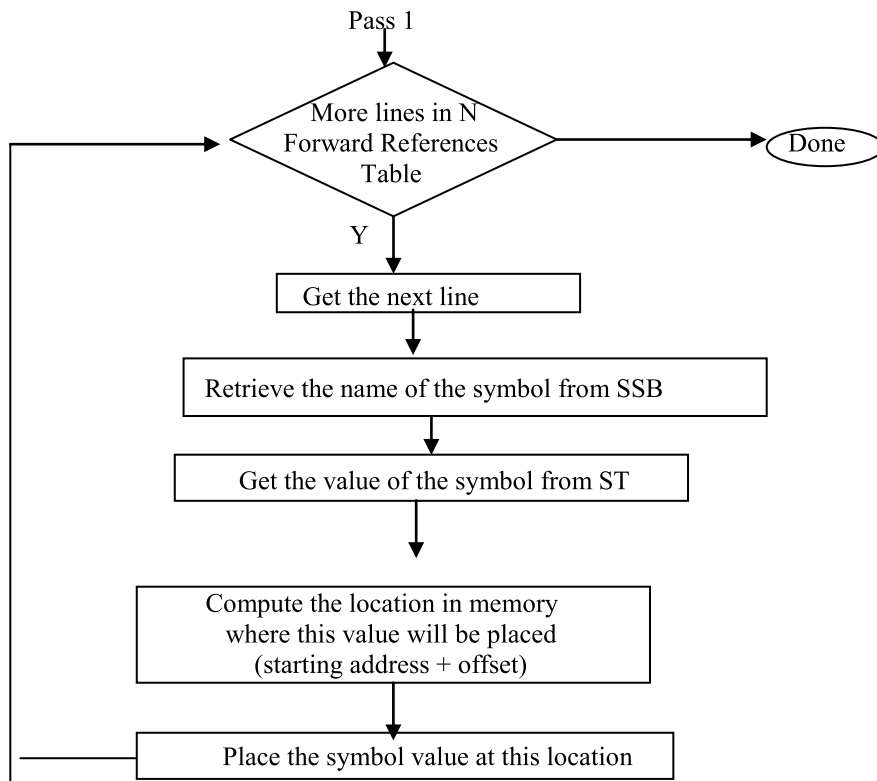 Pass 1
More lines in N
Forward References
Table
Done
Y
Get the next line
Retrieve the name of the symbol from SSB
Get the value of the symbol from ST
Compute the location in memory
where this value will be placed
(starting address + offset)
Place the symbol value at this location